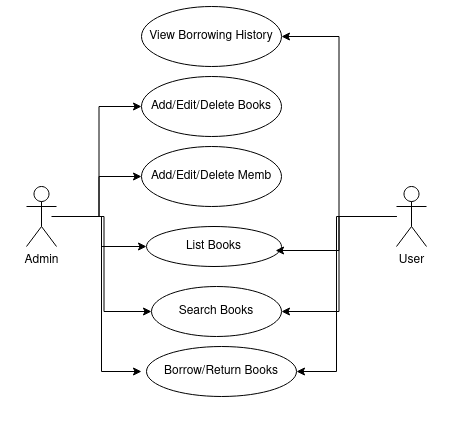 View Borrowing History
Add/Edit/Delete Books
Add/Edit/Delete Memb
List Books
Admin
User
Search Books
Borrow/Return Books